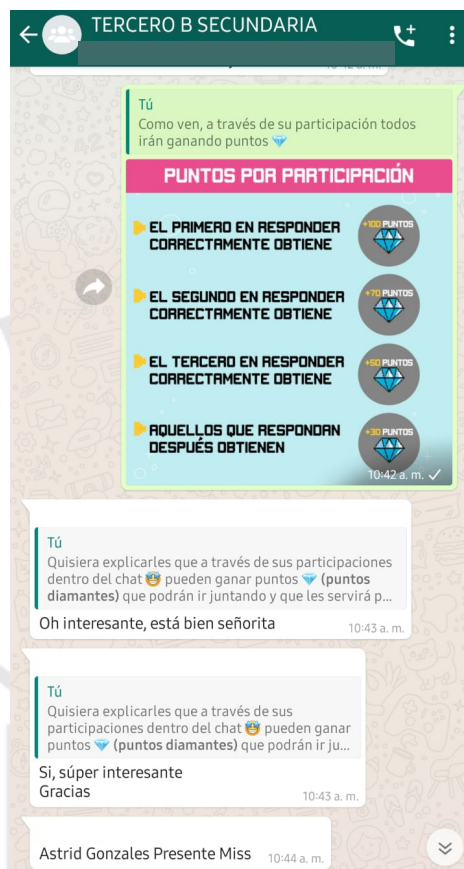 TERCERO B SECUNDARIA
Tú
Como ven, a través de su participación todos
irán ganando puntos 💎
PUNTOS POR PARTICIPACIÓN
EL PRIMERO EN RESPONDER
CORRECTAMENTE OBTIENE
+100 PUNTOS
EL SEGUNDO EN RESPONDER
CORRECTAMENTE OBTIENE
+70 PUNTOS
EL TERCERO EN RESPONDER
CORRECTAMENTE OBTIENE
+50 PUNTOS
AQUELLOS QUE RESPONDAN
DESPUÉS OBTIENEN
+30 PUNTOS
10:42 a. m.
Tú
Quisiera explicarles que a través de sus participaciones
dentro del chat 🤩 pueden ganar puntos 💎 (puntos
diamantes) que podrán ir juntando y que les servirá p...
Oh interesante, está bien señorita
10:43 a. m.
Tú
Quisiera explicarles que a través de sus
participaciones dentro del chat 🤩 pueden ganar
puntos 💎 (puntos diamantes) que podrán ir ju...
Si, súper interesante
Gracias
10:43 a. m.
Astrid Gonzales Presente Miss
10:44 a. m.